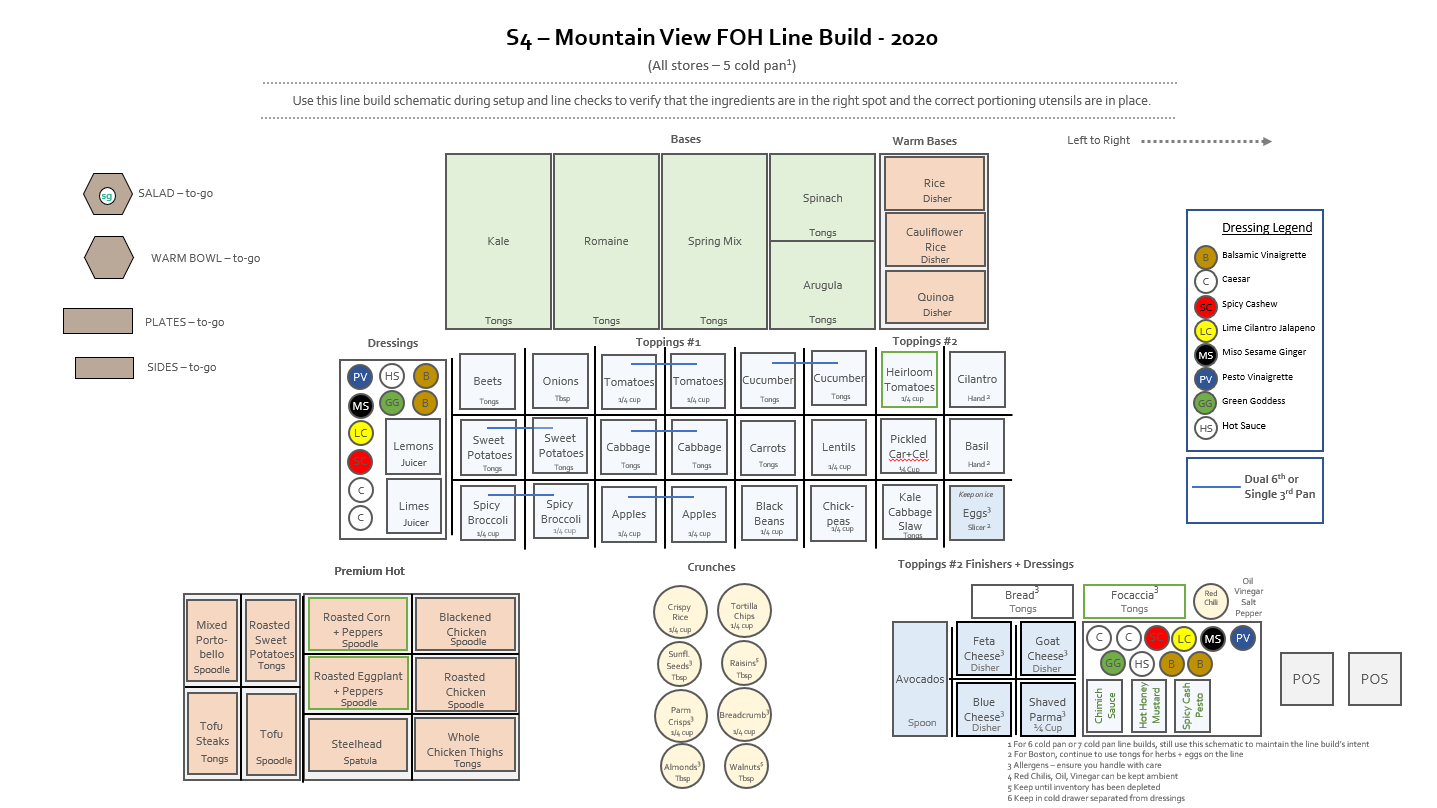 S4 – Mountain View FOH Line Build - 2020
(All stores – 5 cold pan¹)
Use this line build schematic during setup and line checks to verify that the ingredients are in the right spot and the correct portioning utensils are in place.
Bases
Warm Bases
Left to Right
sg
SALAD – to-go
WARM BOWL – to-go
PLATES – to-go
SIDES – to-go
Kale
Tongs
Romaine
Tongs
Spring Mix
Tongs
Spinach
Tongs
Arugula
Tongs
Rice
Disher
Cauliflower
Rice
Disher
Quinoa
Disher
Dressing Legend
B Balsamic Vinaigrette
C Caesar
SC Spicy Cashew
LC Lime Cilantro Jalapeno
MS Miso Sesame Ginger
PV Pesto Vinaigrette
GG Green Goddess
HS Hot Sauce
Dual 6th or
Single 3rd Pan
Dressings
PV HS B
MS GG B
LC
SC
C
C
Lemons
Juicer
Limes
Juicer
Toppings #1
Toppings #2
Beets
Tongs
Onions
Tbsp
Tomatoes
1/4 cup
Tomatoes
1/4 cup
Cucumber
Tongs
Cucumber
Tongs
Heirloom
Tomatoes
1/4 cup
Cilantro
Hand ²
Sweet
Potatoes
Tongs
Sweet
Potatoes
Tongs
Cabbage
Tongs
Cabbage
Tongs
Carrots
Tongs
Lentils
1/4 cup
Pickled
Car+Cel
¼ Cup
Basil
Hand ²
Spicy
Broccoli
1/4 cup
Spicy
Broccoli
1/4 cup
Apples
1/4 cup
Apples
1/4 cup
Black
Beans
1/4 cup
Chick-
peas
1/4 cup
Kale
Cabbage
Slaw
Tongs
Keep on ice
Eggs³
Slicer ²
Premium Hot
Mixed
Porto-
bello
Spoodle
Roasted
Sweet
Potatoes
Tongs
Roasted Corn
+ Peppers
Spoodle
Blackened
Chicken
Spoodle
Roasted Eggplant
+ Peppers
Spoodle
Roasted
Chicken
Spoodle
Tofu
Steaks
Tongs
Tofu
Spoodle
Steelhead
Spatula
Whole
Chicken Thighs
Tongs
Crunches
Crispy
Rice
1/4 cup
Tortilla
Chips
1/4 cup
Sunfl.
Seeds³
Tbsp
Raisins⁵
Tbsp
Parm
Crisps³
1/4 cup
Breadcrumb³
1/4 cup
Almonds³
Tbsp
Walnuts⁵
Tbsp
Toppings #2 Finishers + Dressings
Bread³
Tongs
Focaccia³
Tongs
Red
Chili
Oil
Vinegar
Salt
Pepper
Avocados
Spoon
Feta
Cheese³
Disher
Goat
Cheese³
Disher
Blue
Cheese³
Disher
Shaved
Parma³
¼ Cup
C C SC LC MS PV
GG HS B B
Chimich
Sauce
Hot Honey
Mustard
Spicy Cash
Pesto
POS
POS
1 For 6 cold pan or 7 cold pan line builds, still use this schematic to maintain the line build's intent
2 For Boston, continue to use tongs for herbs + eggs on the line
3 Allergens – ensure you handle with care
4 Red Chilis, Oil, Vinegar can be kept ambient
5 Keep until inventory has been depleted
6 Keep in cold drawer separated from dressings